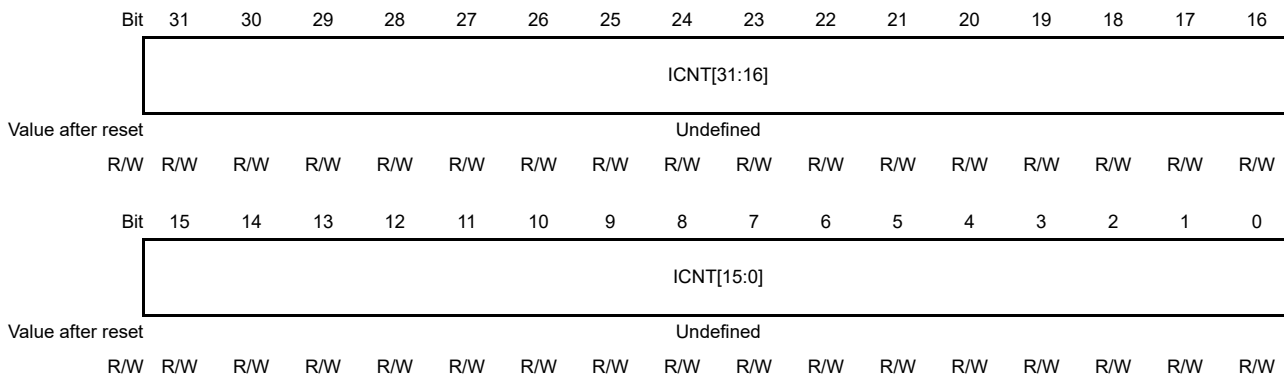 Bit 31 30 29 28 27 26 25 24 23 22 21 20 19 18 17 16
ICNT[31:16]
Value after reset Undefined
R/W R/W R/W R/W R/W R/W R/W R/W R/W R/W R/W R/W R/W R/W R/W R/W R/W
Bit 15 14 13 12 11 10 9 8 7 6 5 4 3 2 1 0
ICNT[15:0]
Value after reset Undefined
R/W R/W R/W R/W R/W R/W R/W R/W R/W R/W R/W R/W R/W R/W R/W R/W R/W